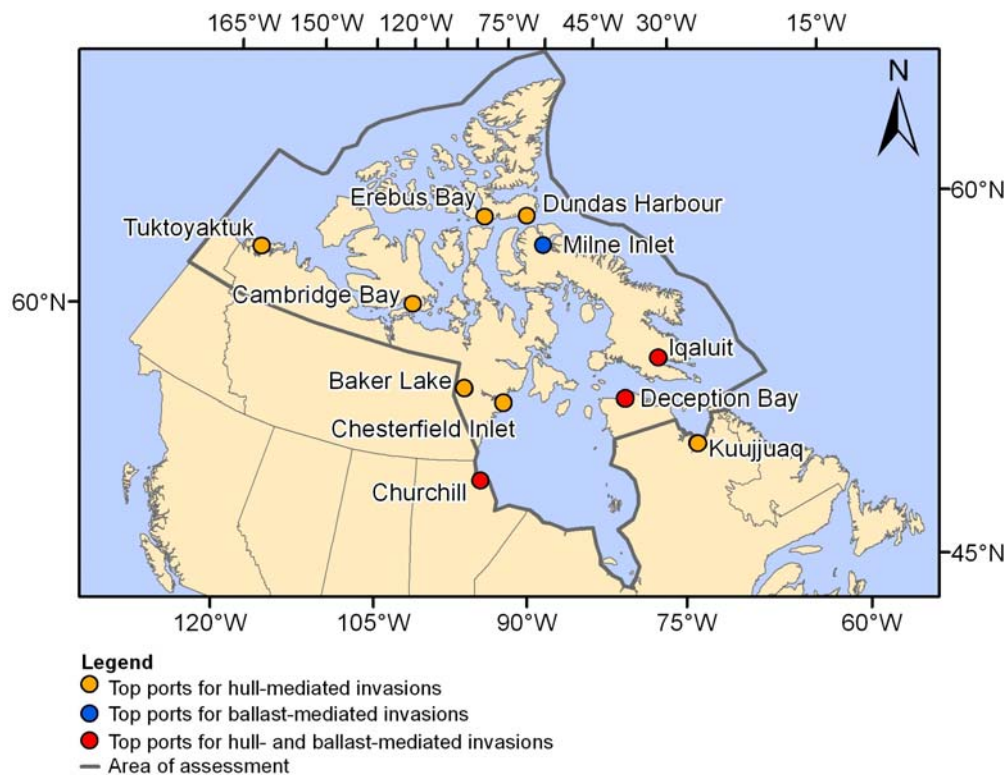 165°W 150°W 120°W 90°W 75°W 45°W 30°W 15°W
N
60°N
Erebus Bay
Dundas Harbour
Tuktoyaktuk
Milne Inlet
Cambridge Bay
60°N
Iqaluit
Baker Lake
Deception Bay
Chesterfield Inlet
Kuujjuaq
Churchill
45°N
120°W 105°W 90°W 75°W 60°W
Legend
Top ports for hull-mediated invasions
Top ports for ballast-mediated invasions
Top ports for hull- and ballast-mediated invasions
Area of assessment